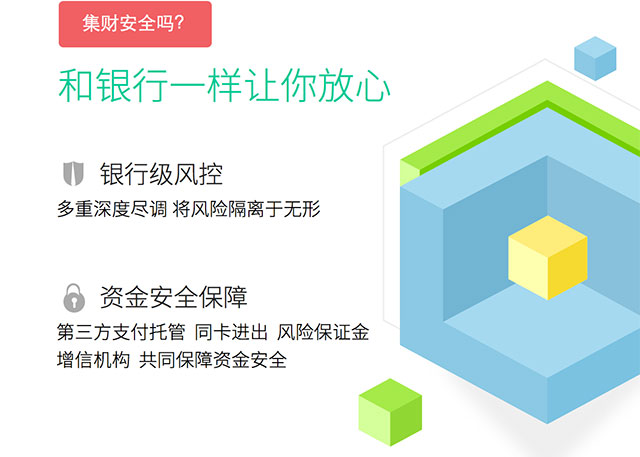 集财安全吗?
和银行一样让你放心
银行级风控
多重深度尽调 将风险隔离于无形
资金安全保障
第三方支付托管 同卡进出 风险保证金
增信机构 共同保障资金安全